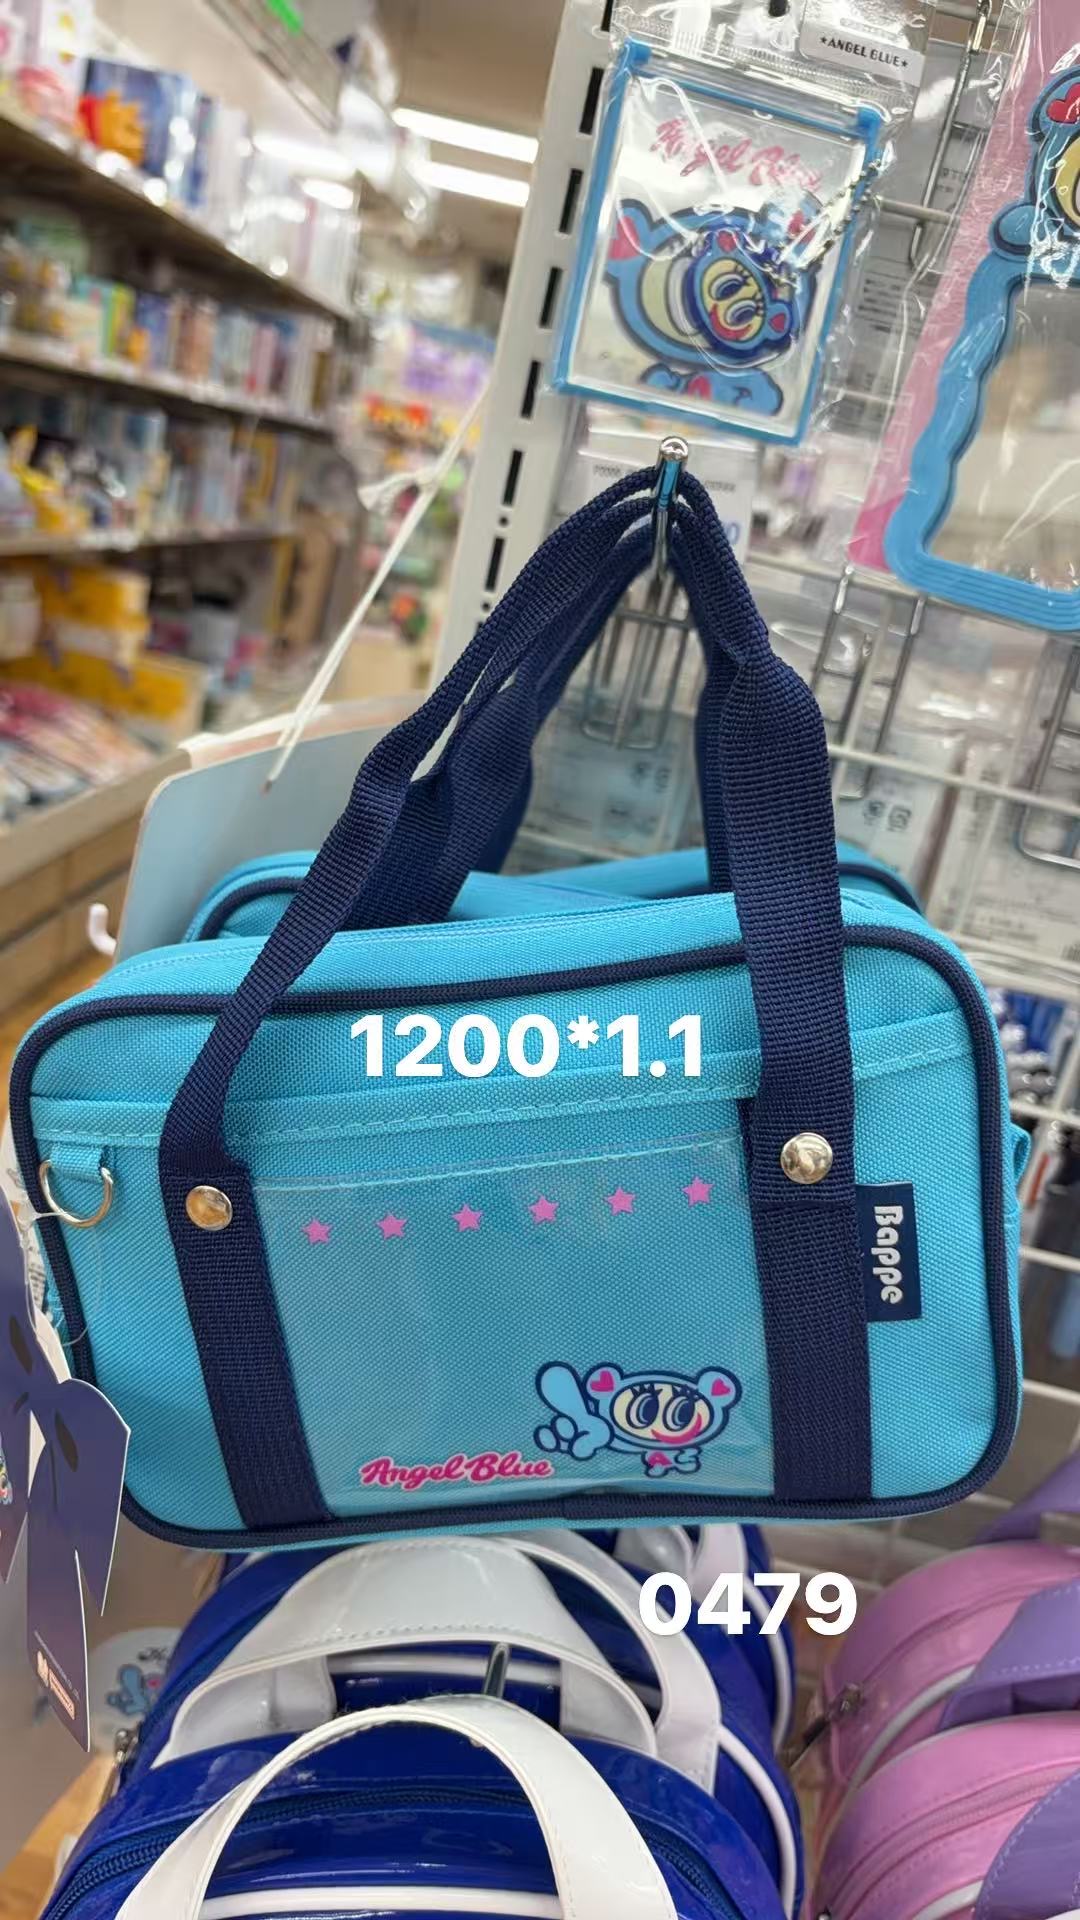 ★ANGEL BLUE★
Angel Blue
1200*1.1
Bappe
Angel Blue
0479